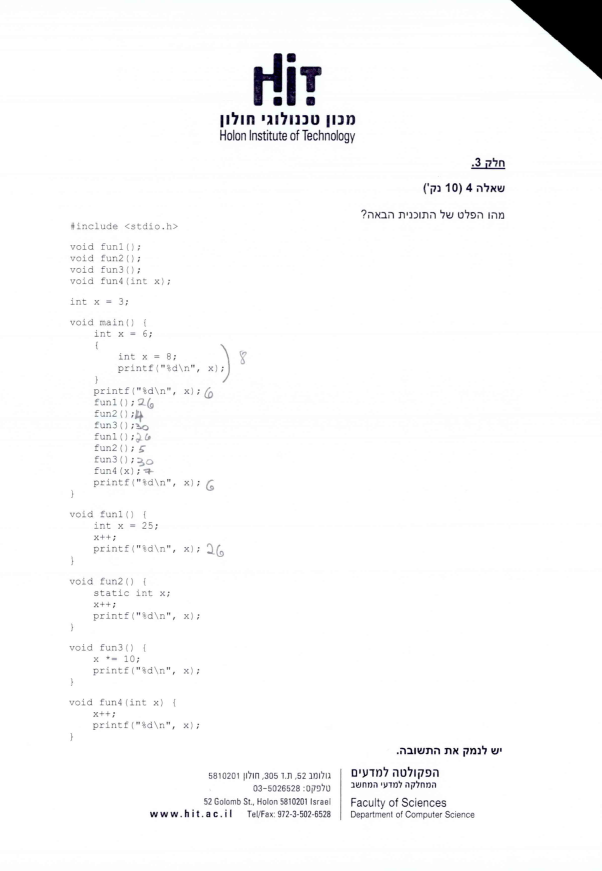 HiT
מכון טכנולוגי חולון
Holon Institute of Technology
חלק 3.
שאלה 4 (10 נק')
מהו הפלט של התוכנית הבאה?
#include <stdio.h>
void fun1();
void fun2();
void fun3();
void fun4(int x);
int x = 3;
void main() {
int x = 6;
{
int x = 8;
printf("%d\n", x); 8
}
printf("%d\n", x); 6
fun1(); 26
fun2(); 4
fun3(); 30
fun1(); 26
fun2(); 5
fun3(); 30
fun4(x); 7
printf("%d\n", x); 6
}
void fun1() {
int x = 25;
x++;
printf("%d\n", x); 26
}
void fun2() {
static int x;
x++;
printf("%d\n", x);
}
void fun3() {
x *= 10;
printf("%d\n", x);
}
void fun4(int x) {
x++;
printf("%d\n", x);
}
יש לנמק את התשובה.
הפקולטה למדעים
המחלקה למדעי המחשב
Faculty of Sciences
Department of Computer Science
גולומב 52, ת.ד. 305, חולון 5810201
טלפקס: 03-5026528
52 Golomb St., Holon 5810201 Israel
www.hit.ac.il Tel/Fax: 972-3-502-6528